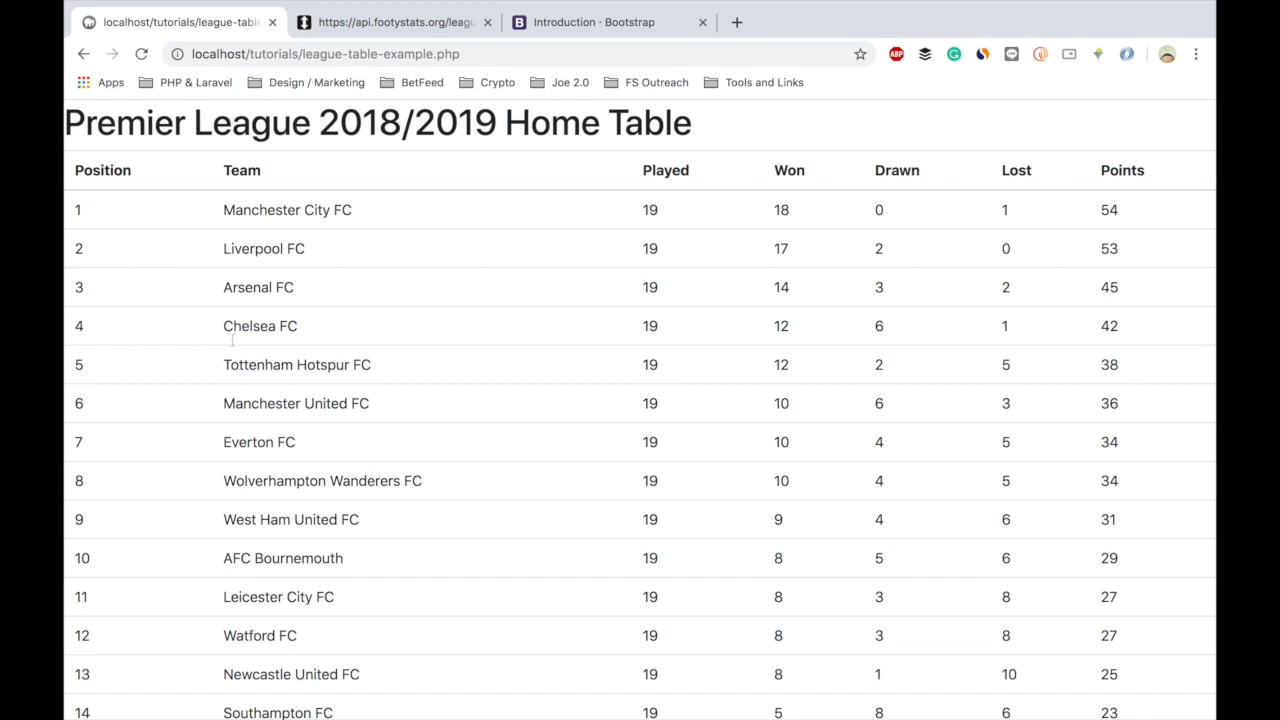 localhost/tutorials/league-table
https://api.footystats.org/leagu
Introduction · Bootstrap
localhost/tutorials/league-table-example.php
ABP
Apps PHP & Laravel Design / Marketing BetFeed Crypto Joe 2.0 FS Outreach Tools and Links
Premier League 2018/2019 Home Table
Position Team Played Won Drawn Lost Points
1 Manchester City FC 19 18 0 1 54
2 Liverpool FC 19 17 2 0 53
3 Arsenal FC 19 14 3 2 45
4 Chelsea FC 19 12 6 1 42
5 Tottenham Hotspur FC 19 12 2 5 38
6 Manchester United FC 19 10 6 3 36
7 Everton FC 19 10 4 5 34
8 Wolverhampton Wanderers FC 19 10 4 5 34
9 West Ham United FC 19 9 4 6 31
10 AFC Bournemouth 19 8 5 6 29
11 Leicester City FC 19 8 3 8 27
12 Watford FC 19 8 3 8 27
13 Newcastle United FC 19 8 1 10 25
14 Southampton FC 19 5 8 6 23